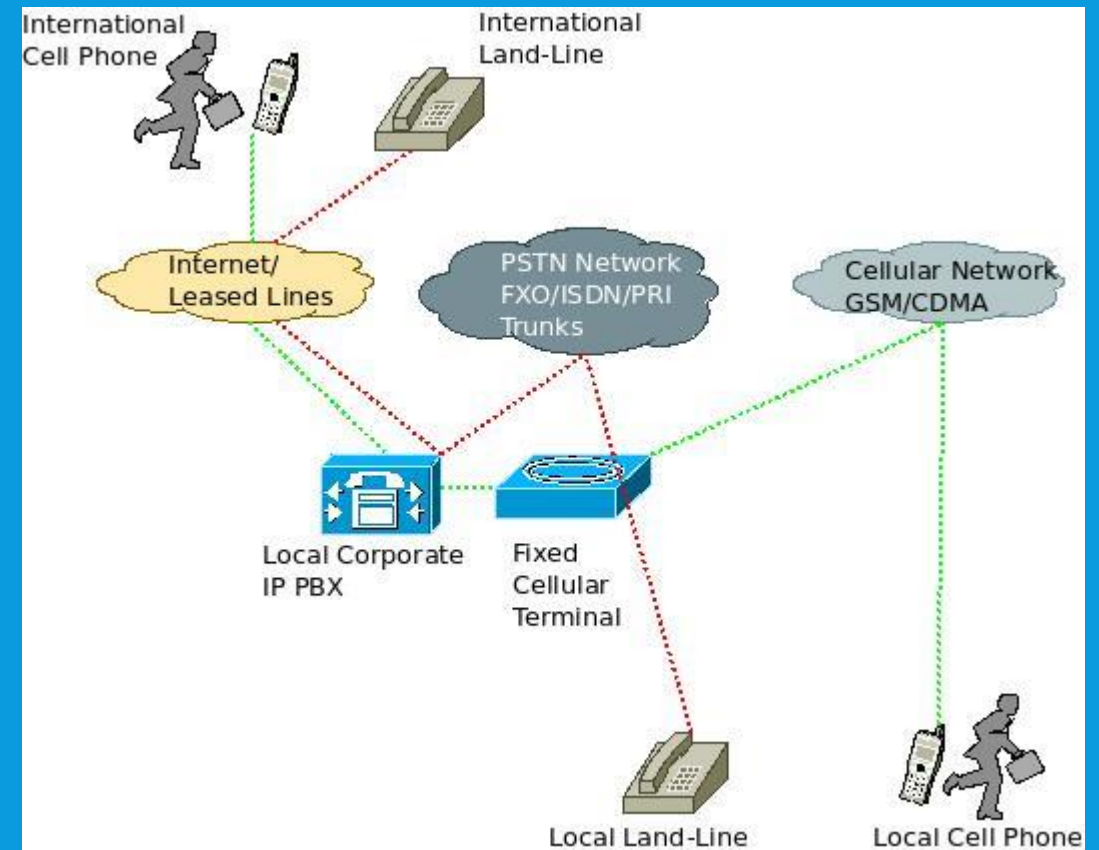 International
Cell Phone
International
Land-Line
Internet/
Leased Lines
PSTN Network
FXO/ISDN/PRI
Trunks
Cellular Network
GSM/CDMA
Local Corporate
IP PBX
Fixed
Cellular
Terminal
Local Land-Line
Local Cell Phone